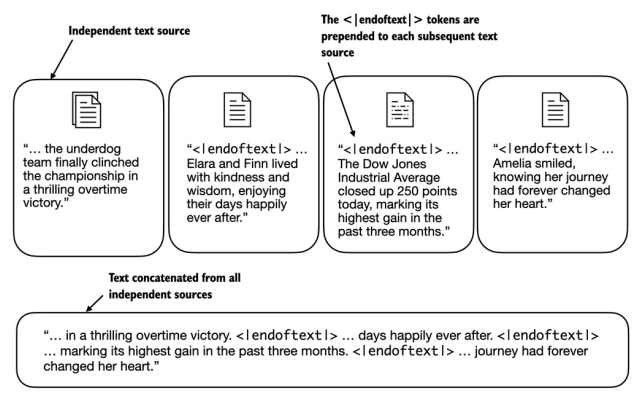 Independent text source
The <|endoftext|> tokens are
prepended to each subsequent text
source
“… the underdog
team finally clinched
the championship in
a thrilling overtime
victory.”
“<|endoftext|> …
Elara and Finn lived
with kindness and
wisdom, enjoying
their days happily
ever after.”
“<|endoftext|> …
The Dow Jones
Industrial Average
closed up 250 points
today, marking its
highest gain in the
past three months.”
“<|endoftext|> …
Amelia smiled,
knowing her journey
had forever changed
her heart.”
Text concatenated from all
independent sources
“… in a thrilling overtime victory. <|endoftext|> … days happily ever after. <|endoftext|>
… marking its highest gain in the past three months. <|endoftext|> … journey had forever
changed her heart.”